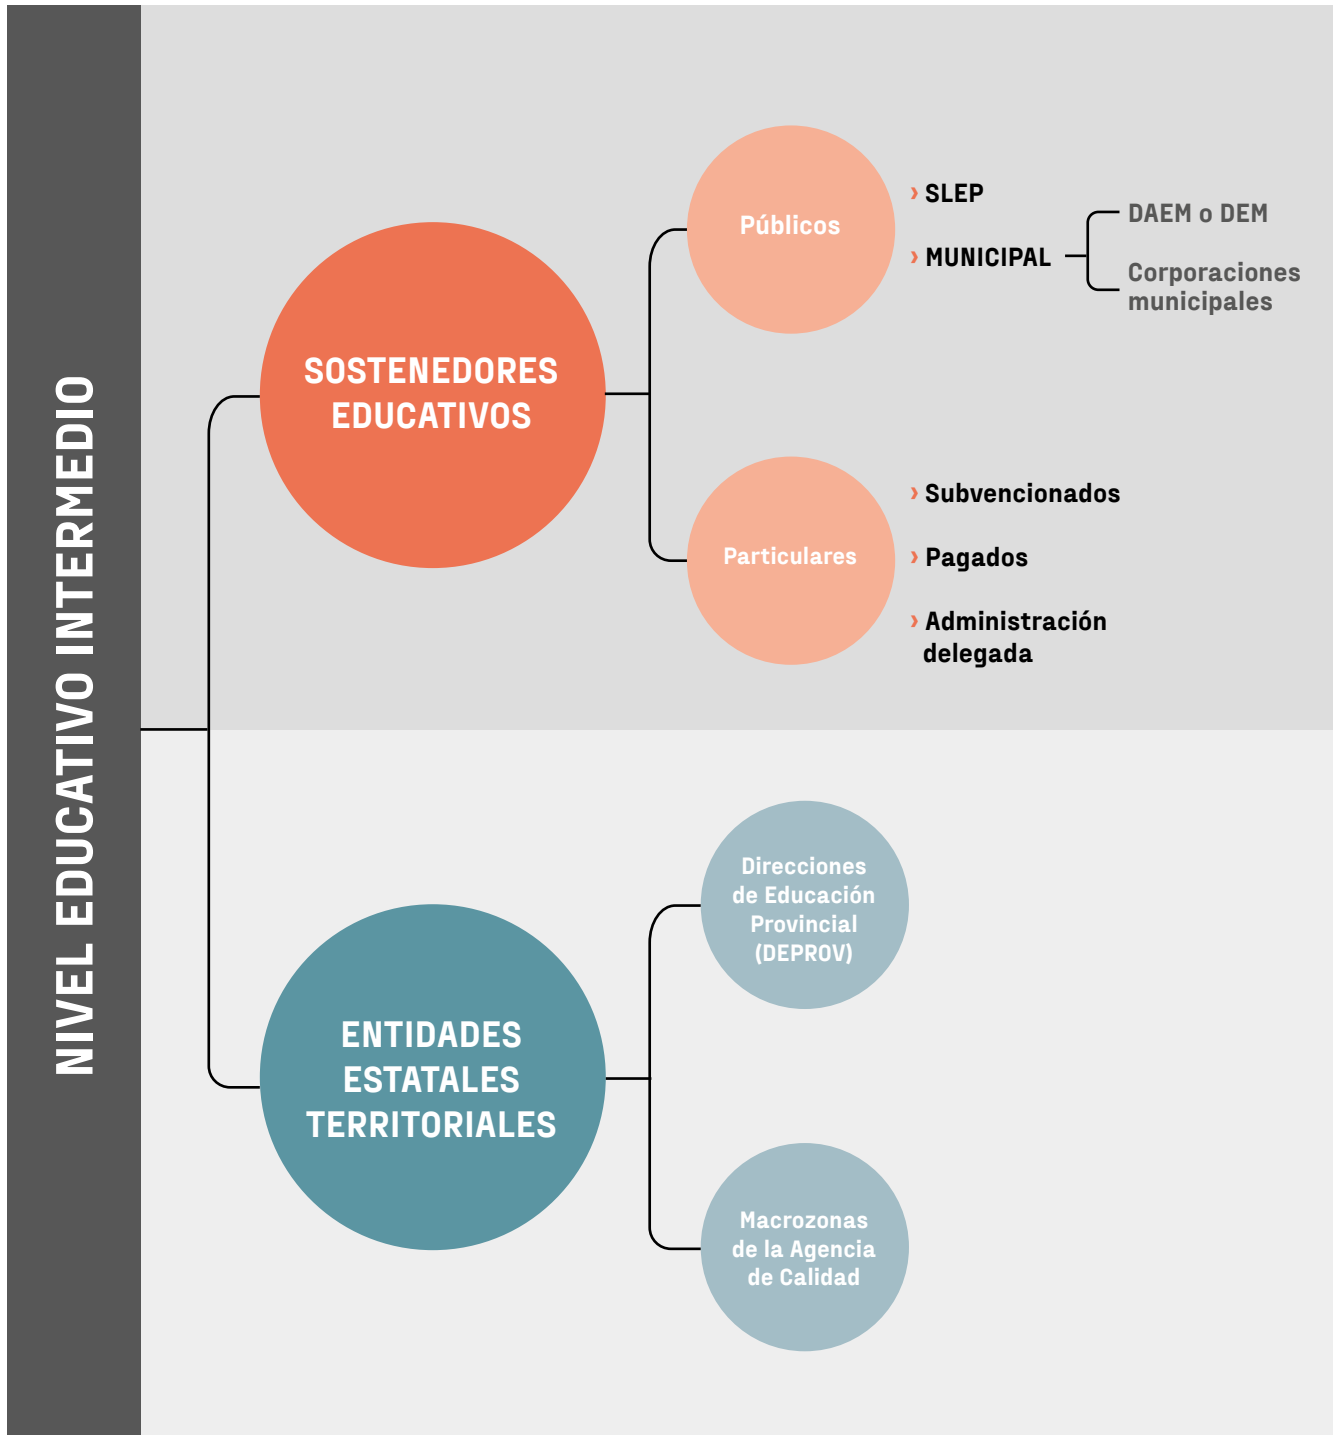 NIVEL EDUCATIVO INTERMEDIO
SOSTENEDORES
EDUCATIVOS
Públicos
› SLEP
› MUNICIPAL
DAEM o DEM
Corporaciones
municipales
Particulares
› Subvencionados
› Pagados
› Administración
delegada
ENTIDADES
ESTATALES
TERRITORIALES
Direcciones
de Educación
Provincial
(DEPROV)
Macrozonas
de la Agencia
de Calidad